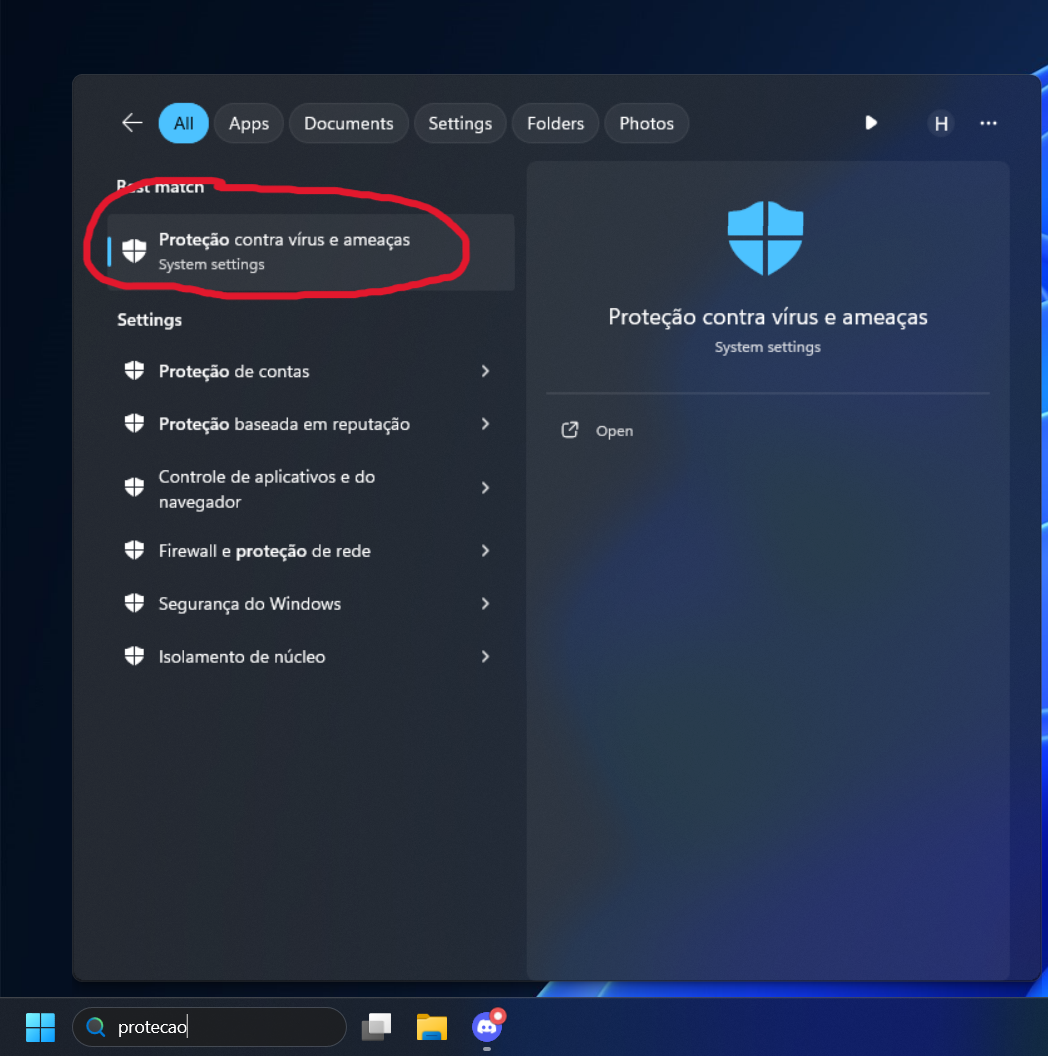 All
Apps
Documents
Settings
Folders
Photos
H
Best match
Proteção contra vírus e ameaças
System settings
Settings
Proteção de contas
Proteção baseada em reputação
Controle de aplicativos e do
navegador
Firewall e proteção de rede
Segurança do Windows
Isolamento de núcleo
Proteção contra vírus e ameaças
System settings
Open
protecao